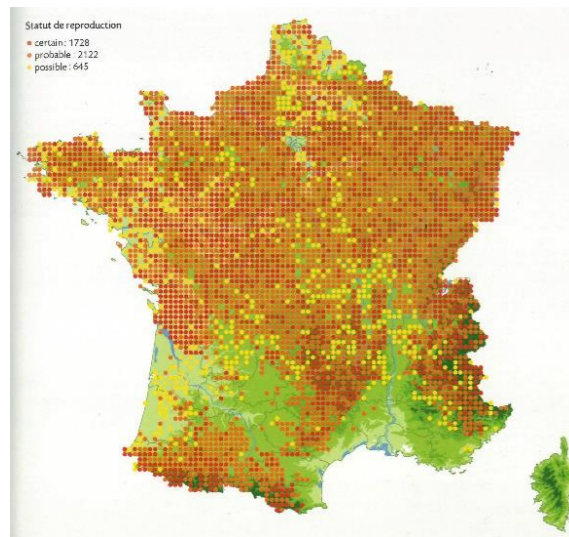 Statut de reproduction
certain : 1728
probable : 2122
possible : 645